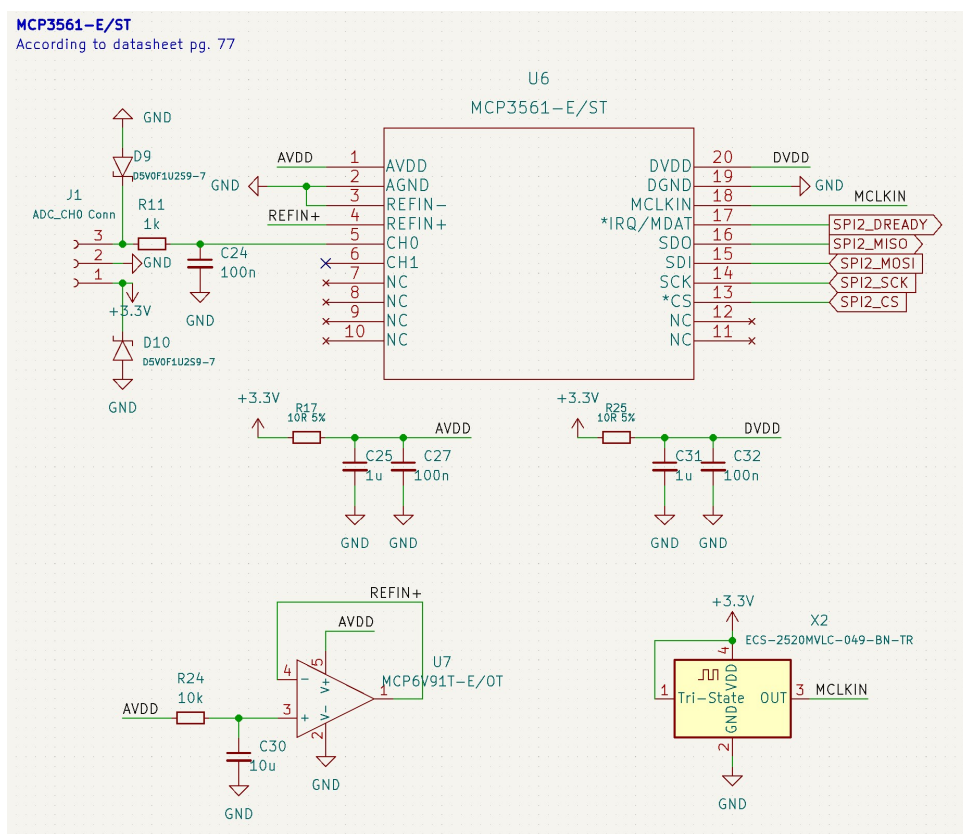 MCP3561-E/ST
According to datasheet pg. 77
U6
MCP3561-E/ST
GND
D9
D5V0F1U2S9-7
J1
ADC_CH0 Conn
R11
1k
3
2
1
GND
+3.3V
C24
100n
GND
D10
D5V0F1U2S9-7
GND
AVDD
GND
REFIN+
1 AVDD
2 AGND
3 REFIN-
4 REFIN+
5 CH0
6 CH1
7 NC
8 NC
9 NC
10 NC
DVDD 20 DVDD
DGND 19 GND
MCLKIN 18 MCLKIN
*IRQ/MDAT 17 SPI2_DREADY
SDO 16 SPI2_MISO
SDI 15 SPI2_MOSI
SCK 14 SPI2_SCK
*CS 13 SPI2_CS
NC 12
NC 11
+3.3V
R17
10R 5%
AVDD
C25
1u
C27
100n
GND
GND
+3.3V
R25
10R 5%
DVDD
C31
1u
C32
100n
GND
GND
REFIN+
AVDD
U7
MCP6V91T-E/OT
4
-
5
V+
1
3
+
V-
2
R24
10k
AVDD
C30
10u
GND
GND
+3.3V
X2
ECS-2520MVLC-049-BN-TR
4
VDD
1
Tri-State
OUT
3
MCLKIN
GND
2
GND